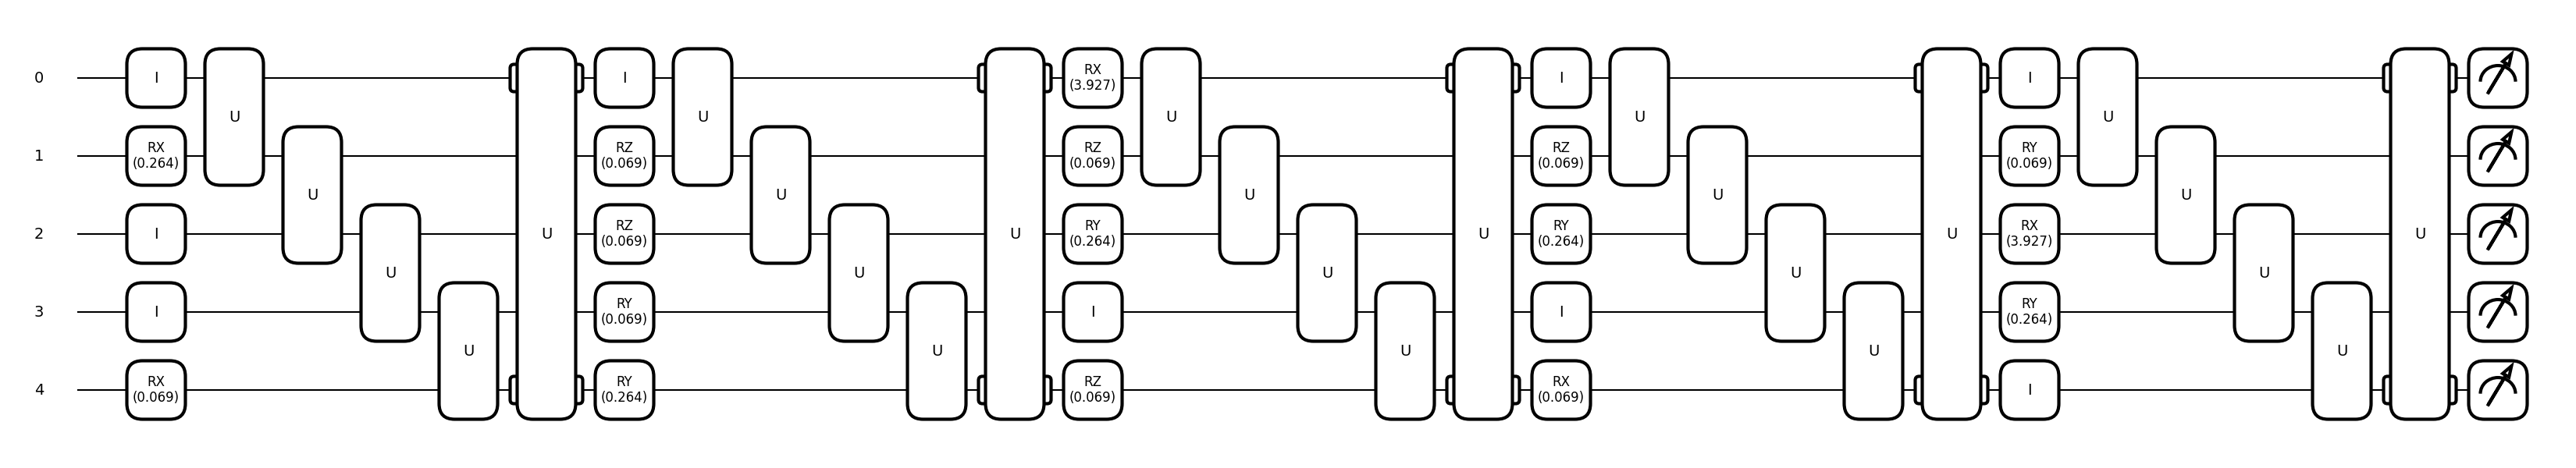 0
I
U
I
U
RX
(3.927)
U
I
U
I
U
1
RX
(0.264)
U
RZ
(0.069)
U
RZ
(0.069)
U
RZ
(0.069)
U
RY
(0.069)
U
2
I
U
U
RZ
(0.069)
U
U
RY
(0.264)
U
U
RY
(0.264)
U
U
RX
(3.927)
U
U
3
I
U
RY
(0.069)
U
I
U
I
U
RY
(0.264)
U
4
RX
(0.069)
U
RY
(0.264)
U
RZ
(0.069)
U
RX
(0.069)
U
I
U